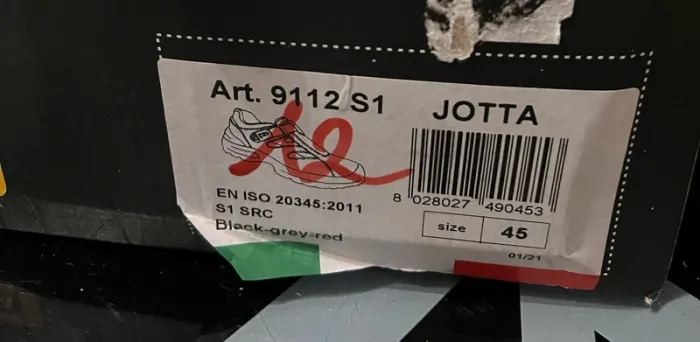 Art. 9112 S1
JOTTA
12
EN ISO 20345:2011
S1 SRC
Black-grey-red
8 028027 490453
size 45
01/21